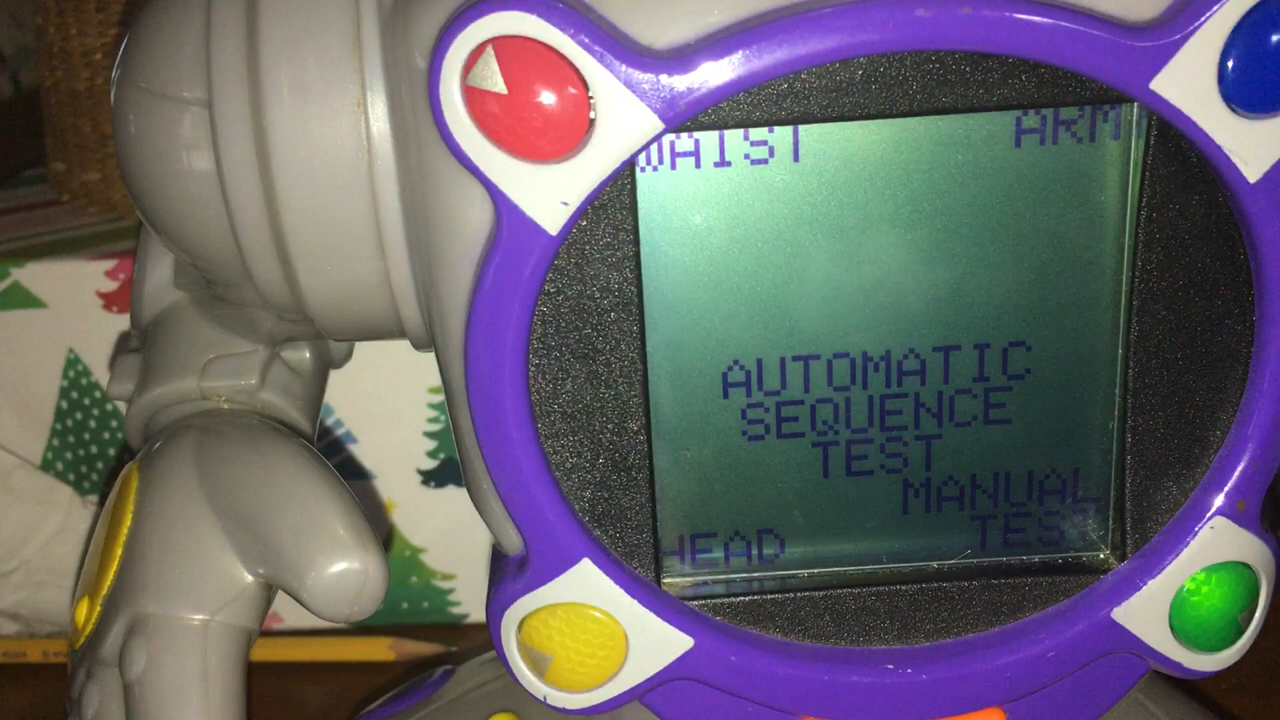 WAIST
ARM
AUTOMATIC
SEQUENCE
TEST
MANUAL
TEST
HEAD